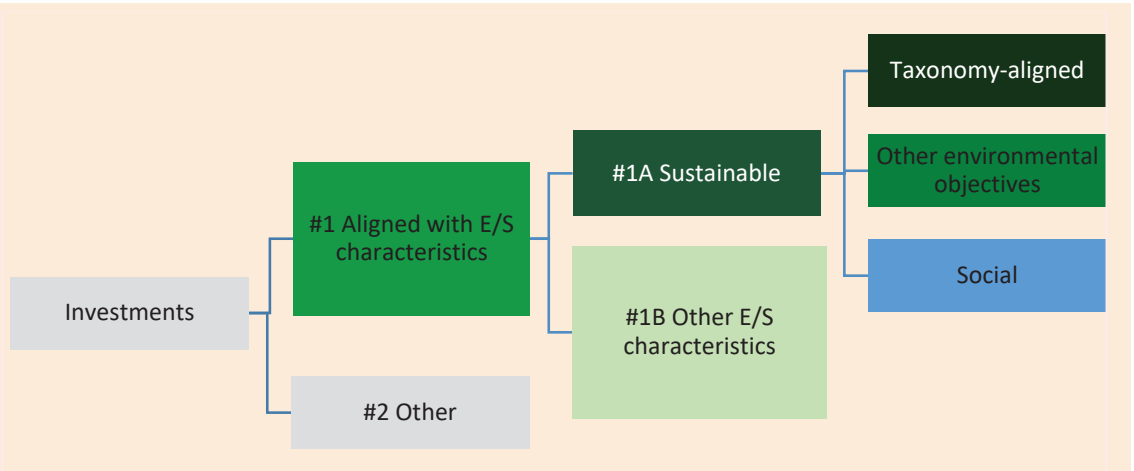 Investments
#1 Aligned with E/S
characteristics
#2 Other
#1A Sustainable
#1B Other E/S
characteristics
Taxonomy-aligned
Other environmental
objectives
Social